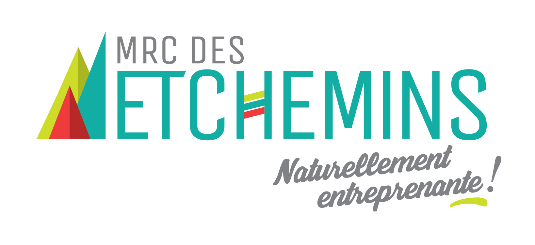 MRC DES
ETCHEMINS
Naturellement
entreprenante!